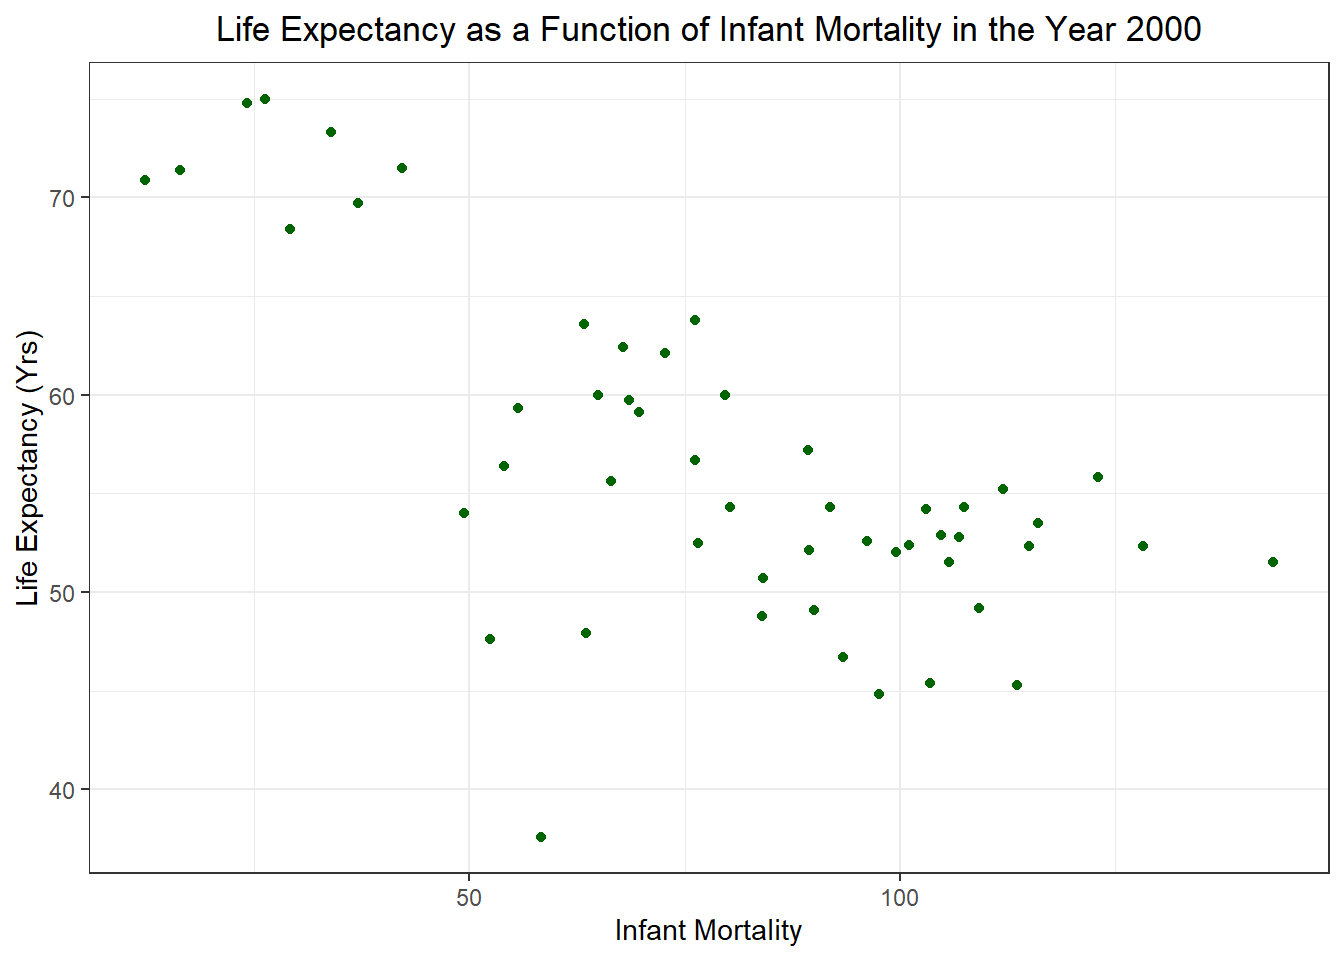 Life Expectancy as a Function of Infant Mortality in the Year 2000
Life Expectancy (Yrs)
70
60
50
40
50
100
Infant Mortality